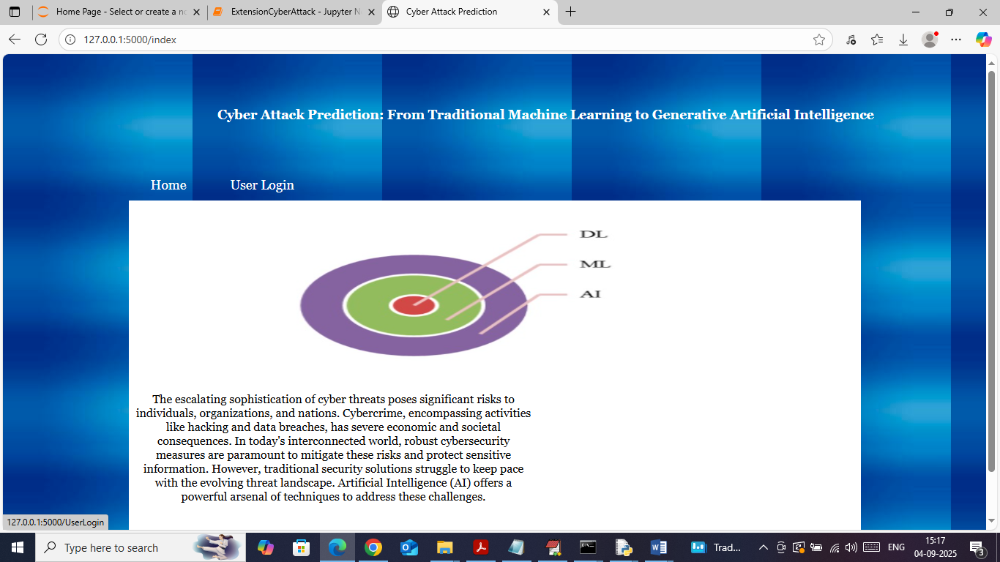 Home Page - Select or create a no
ExtensionCyberAttack - Jupyter N
Cyber Attack Prediction
127.0.0.1:5000/index
Cyber Attack Prediction: From Traditional Machine Learning to Generative Artificial Intelligence
Home
User Login
DL
ML
AI
The escalating sophistication of cyber threats poses significant risks to
individuals, organizations, and nations. Cybercrime, encompassing activities
like hacking and data breaches, has severe economic and societal
consequences. In today's interconnected world, robust cybersecurity
measures are paramount to mitigate these risks and protect sensitive
information. However, traditional security solutions struggle to keep pace
with the evolving threat landscape. Artificial Intelligence (AI) offers a
powerful arsenal of techniques to address these challenges.
127.0.0.1:5000/UserLogin
Type here to search
Trad...
ENG
15:17
04-09-2025
3